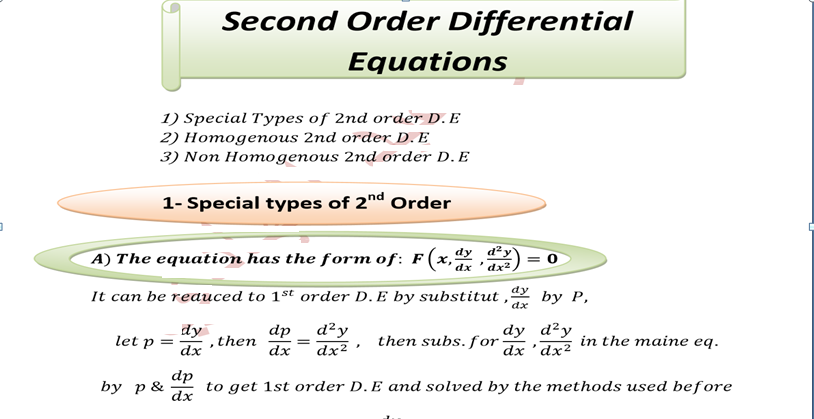 Second Order Differential
Equations
1) Special Types of 2nd order D.E
2) Homogenous 2nd order D.E
3) Non Homogenous 2nd order D.E
1- Special types of 2nd Order
A) The equation has the form of: F(x, dy/dx , d²y/dx²) = 0
It can be reduced to 1st order D.E by substitut , dy/dx by P,
let p = dy/dx , then dp/dx = d²y/dx² , then subs. for dy/dx , d²y/dx² in the maine eq.
by p & dp/dx to get 1st order D.E and solved by the methods used before